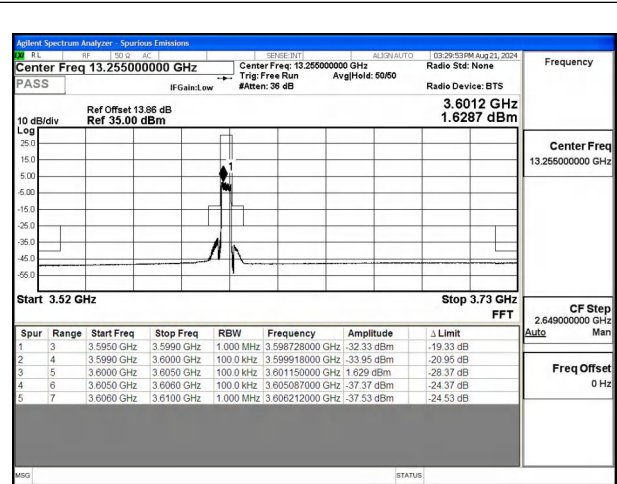 Agilent Spectrum Analyzer - Spurious Emissions
RL RF 50 Ω AC SENSE:INT ALIGN AUTO 03:29:53 PM Aug 21, 2024
Center Freq 13.255000000 GHz Center Freq: 13.255000000 GHz Radio Std: None Frequency
Trig: Free Run Avg|Hold: 50/50
PASS IFGain:Low #Atten: 36 dB Radio Device: BTS
Ref Offset 13.86 dB 3.6012 GHz
10 dB/div Ref 35.00 dBm 1.6287 dBm
Log
25.0
15.0
5.00
-5.00
-15.0
-25.0
-35.0
-45.0
-55.0
1
Center Freq
13.255000000 GHz
Start 3.52 GHz Stop 3.73 GHz
FFT
CF Step
2.649000000 GHz
Auto Man
Freq Offset
0 Hz
Spur Range Start Freq Stop Freq RBW Frequency Amplitude Δ Limit
1 3 3.5950 GHz 3.5990 GHz 1.000 MHz 3.598728000 GHz -32.33 dBm -19.33 dB
2 4 3.5990 GHz 3.6000 GHz 100.0 kHz 3.599918000 GHz -33.95 dBm -20.95 dB
3 5 3.6000 GHz 3.6050 GHz 100.0 kHz 3.601150000 GHz 1.629 dBm -28.37 dB
4 6 3.6050 GHz 3.6060 GHz 100.0 kHz 3.605087000 GHz -37.37 dBm -24.37 dB
5 7 3.6060 GHz 3.6100 GHz 1.000 MHz 3.606212000 GHz -37.53 dBm -24.53 dB
MSG STATUS